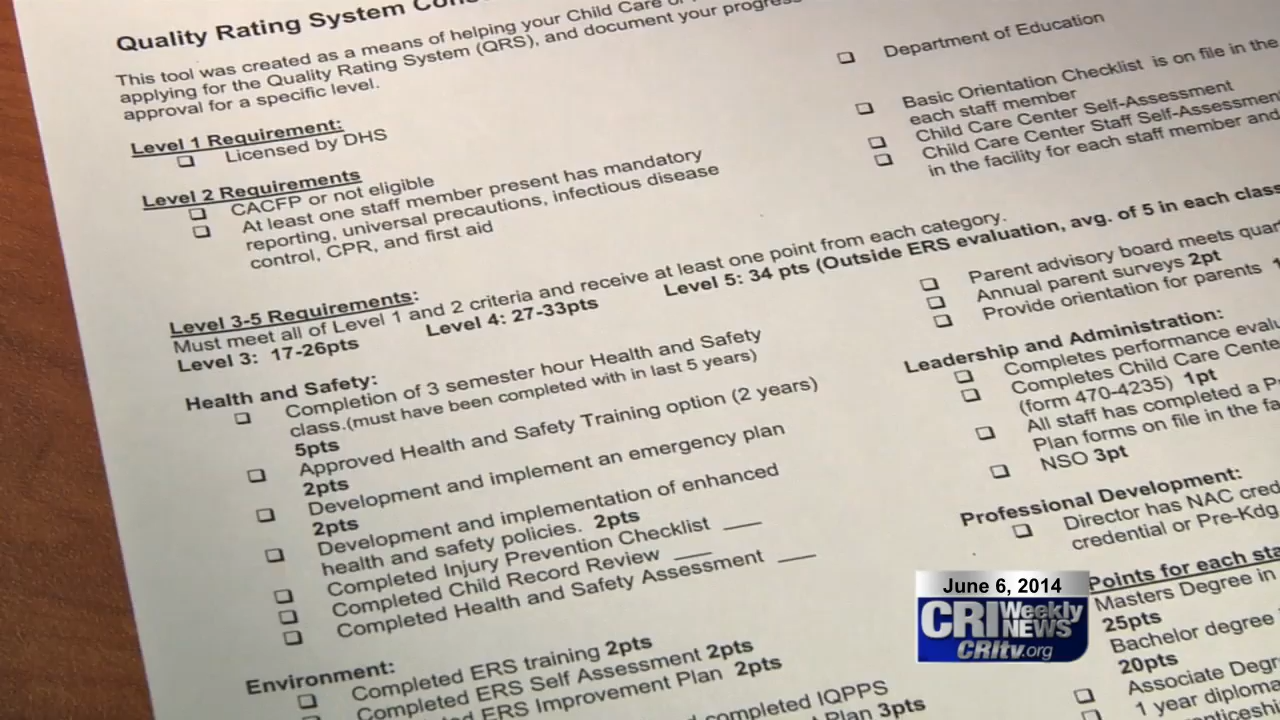 Quality Rating System
This tool was created as a means of helping your Child Care
applying for the Quality Rating System (QRS), and document your progress
approval for a specific level.
Level 1 Requirement:
Licensed by DHS
Level 2 Requirements
CACFP or not eligible
At least one staff member present has mandatory
reporting, universal precautions, infectious disease
control, CPR, and first aid
Level 3-5 Requirements:
Must meet all of Level 1 and 2 criteria and receive at least one point from each category.
Level 3: 17-26pts Level 4: 27-33pts Level 5: 34 pts (Outside ERS evaluation, avg. of 5 in each
Health and Safety:
Completion of 3 semester hour Health and Safety
class.(must have been completed with in last 5 years)
5pts
Approved Health and Safety Training option (2 years)
2pts
Development and implement an emergency plan
2pts
Development and implementation of enhanced
health and safety policies. 2pts
Completed Injury Prevention Checklist ___
Completed Child Record Review ___
Completed Health and Safety Assessment ___
Environment:
Completed ERS training 2pts
Completed ERS Self Assessment 2pts
ERS Improvement Plan 2pts
completed IQPPS
Plan 3pts
Department of Education
Basic Orientation Checklist is on file in the
each staff member
Child Care Center Self-Assessment
Child Care Center Staff Self-Assessment
in the facility for each staff member and
Parent advisory board meets
Annual parent surveys 2pt
Provide orientation for parents
Leadership and Administration:
Completes performance
Completes Child Care
(form 470-4235) 1pt
All staff has completed a
Plan forms on file in the
NSO 3pt
Professional Development:
Director has NAC
credential or Pre-Kdg
Points for each
Masters Degree in
25pts
Bachelor degree
20pts
Associate
1 year
June 6, 2014
CRI Weekly NEWS
CRItv.org